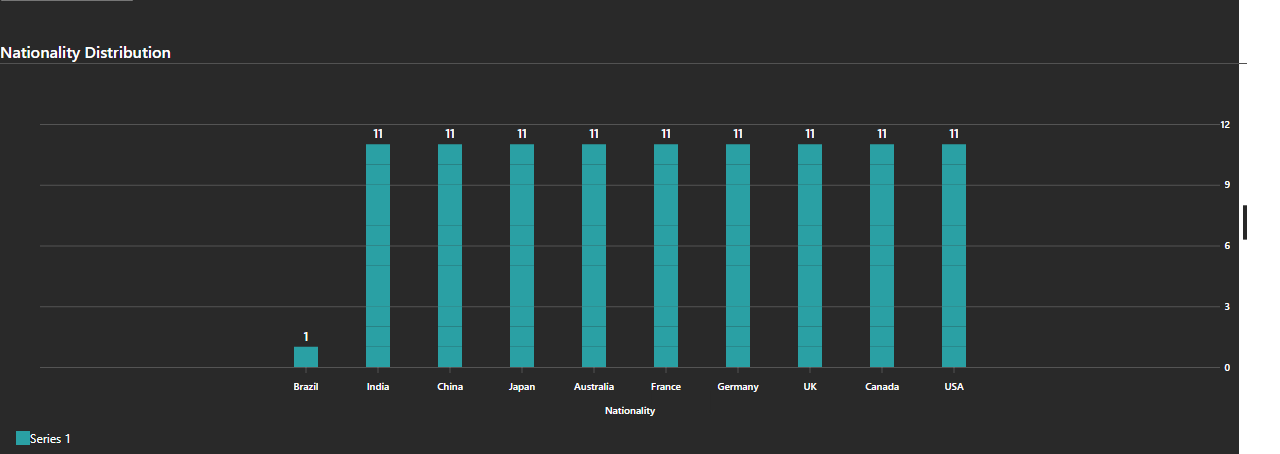 Nationality Distribution
11 11 11 11 11 11 11 11 11
12
9
6
1
3
0
Brazil India China Japan Australia France Germany UK Canada USA
Nationality
Series 1